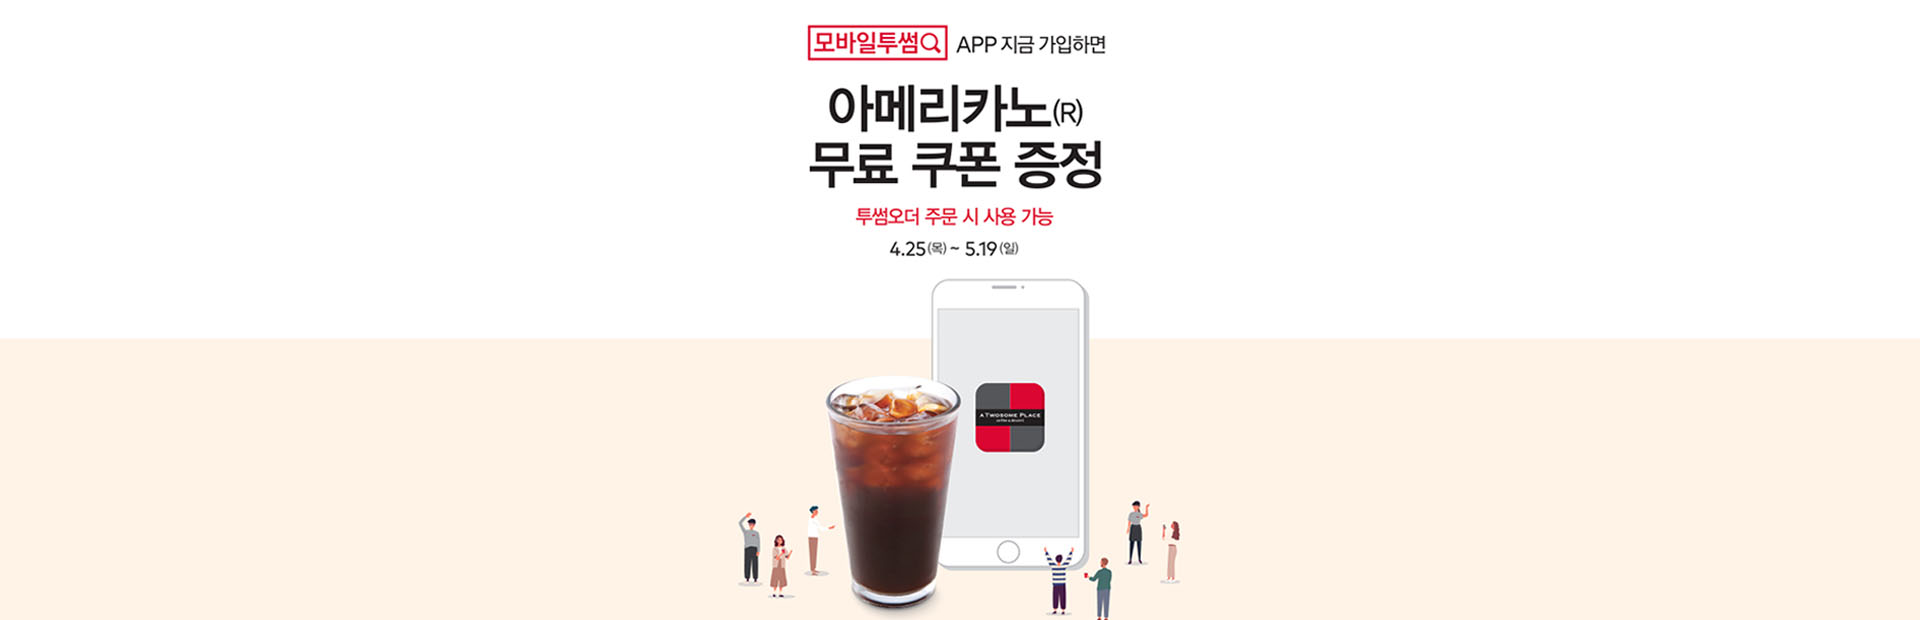 모바일투썸 APP 지금 가입하면
아메리카노(R)
무료 쿠폰 증정
투썸오더 주문 시 사용 가능
4.25(목) ~ 5.19(일)
A TWOSOME PLACE